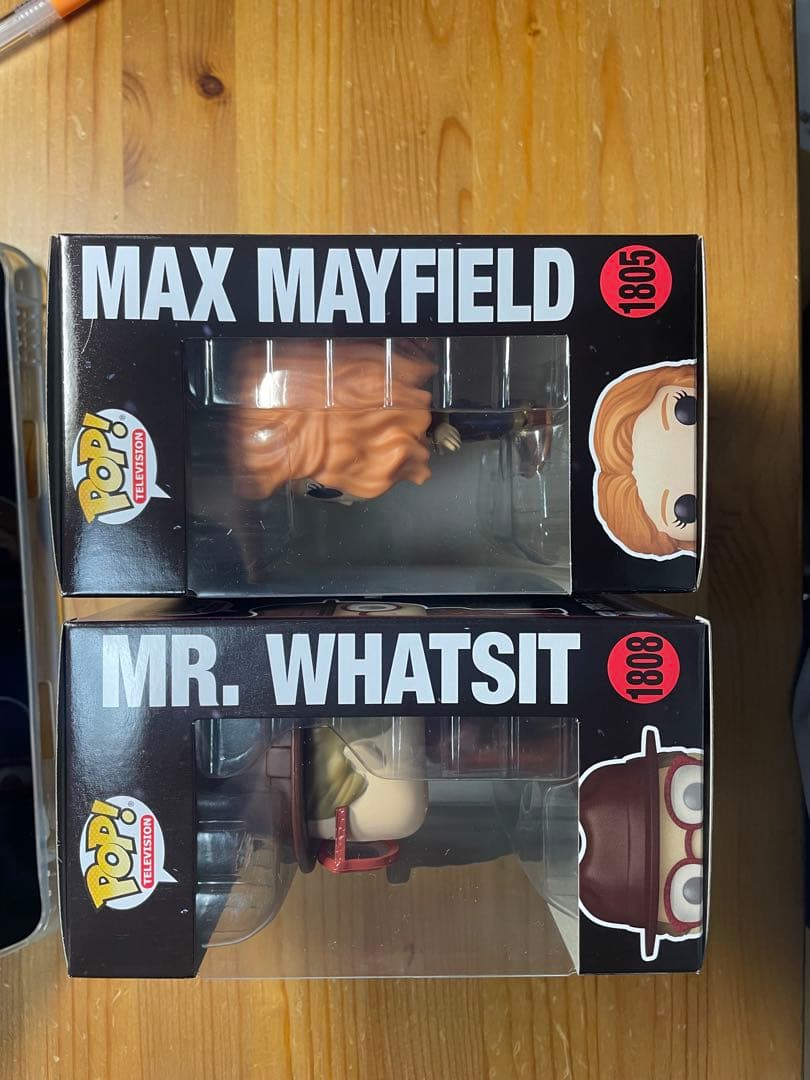 MAX MAYFIELD
1805
POP!
TELEVISION
MR. WHATSIT
1808
POP!
TELEVISION